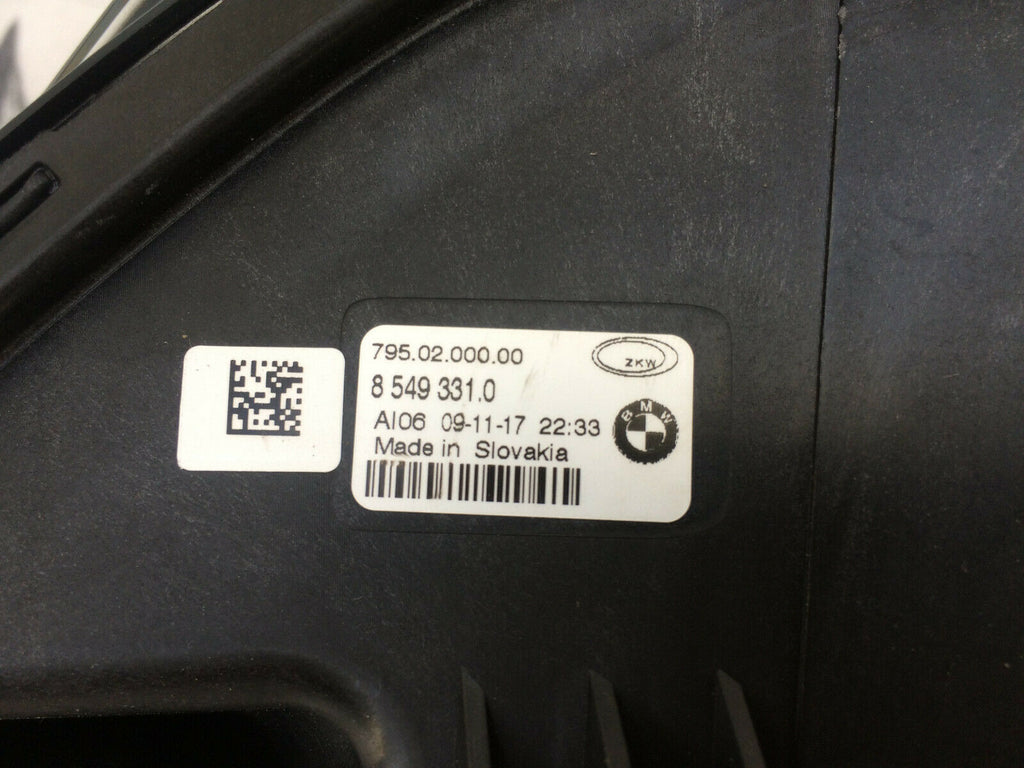 795.02.000.00
ZKW
8 549 331.0
AI06 09-11-17 22:33
BMW
Made in Slovakia